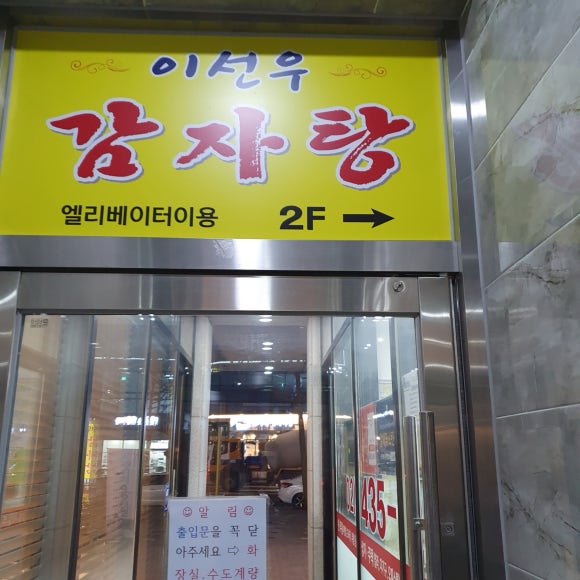 이선우
감자탕
엘리베이터이용 2F →
☺ 알 림 ☺
출입문을 꼭 닫
아주세요 ⇨ 화
장실, 수도계량
435-